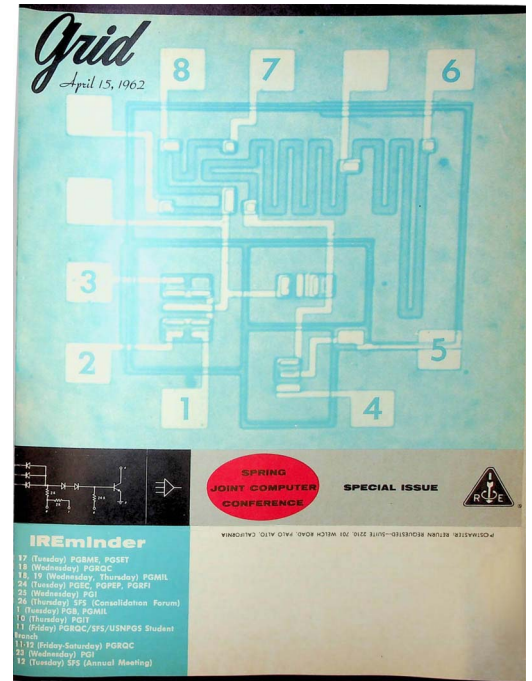 Grid
April 15, 1962
8
7
6
3
2
1
5
4
SPRING
JOINT COMPUTER
CONFERENCE
SPECIAL ISSUE
I
R E
IREminder
POSTMASTER: RETURN REQUESTED—SUITE 2210, 701 WELCH ROAD, PALO ALTO, CALIFORNIA
17 (Tuesday) PGBME, PGSET
18 (Wednesday) PGRQC
18, 19 (Wednesday, Thursday) PGMIL
24 (Tuesday) PGEC, PGPEP, PGRFI
25 (Wednesday) PGI
26 (Thursday) SFS (Consolidation Forum)
1 (Tuesday) PGB, PGMIL
10 (Thursday) PGIT
11 (Friday) PGRQC/SFS/USNPGS Student
Branch
11-12 (Friday-Saturday) PGRQC
23 (Wednesday) PGI
12 (Tuesday) SFS (Annual Meeting)